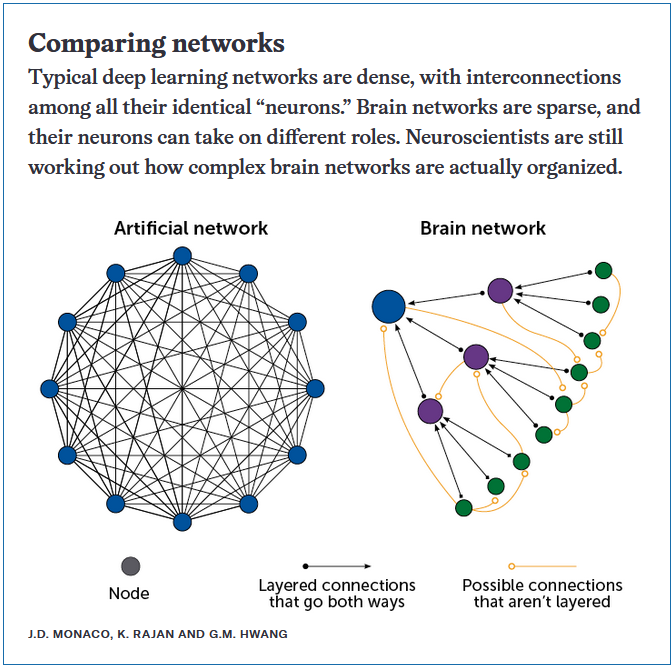 Comparing networks
Typical deep learning networks are dense, with interconnections
among all their identical “neurons.” Brain networks are sparse, and
their neurons can take on different roles. Neuroscientists are still
working out how complex brain networks are actually organized.
Artificial network
Brain network
Node
Layered connections
that go both ways
Possible connections
that aren’t layered
J.D. MONACO, K. RAJAN AND G.M. HWANG